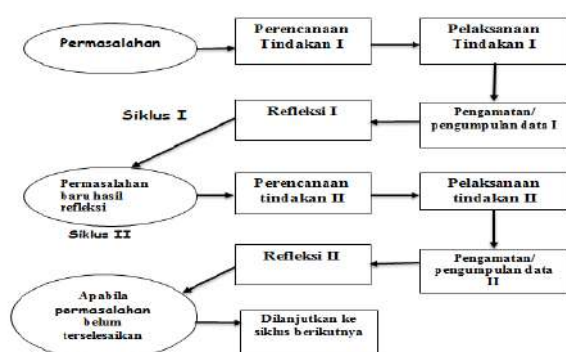 Permasalahan
Perencanaan
Tindakan I
Pelaksanaan
Tindakan I
Siklus I
Refleksi I
Pengamatan/
pengumpulan data I
Permasalahan
baru hasil
refleksi
Perencanaan
tindakan II
Pelaksanaan
tindakan II
Siklus II
Refleksi II
Pengamatan/
pengumpulan data
II
Apabila
permasalahan
belum
terselesaikan
Dilanjutkan ke
siklus berikutnya